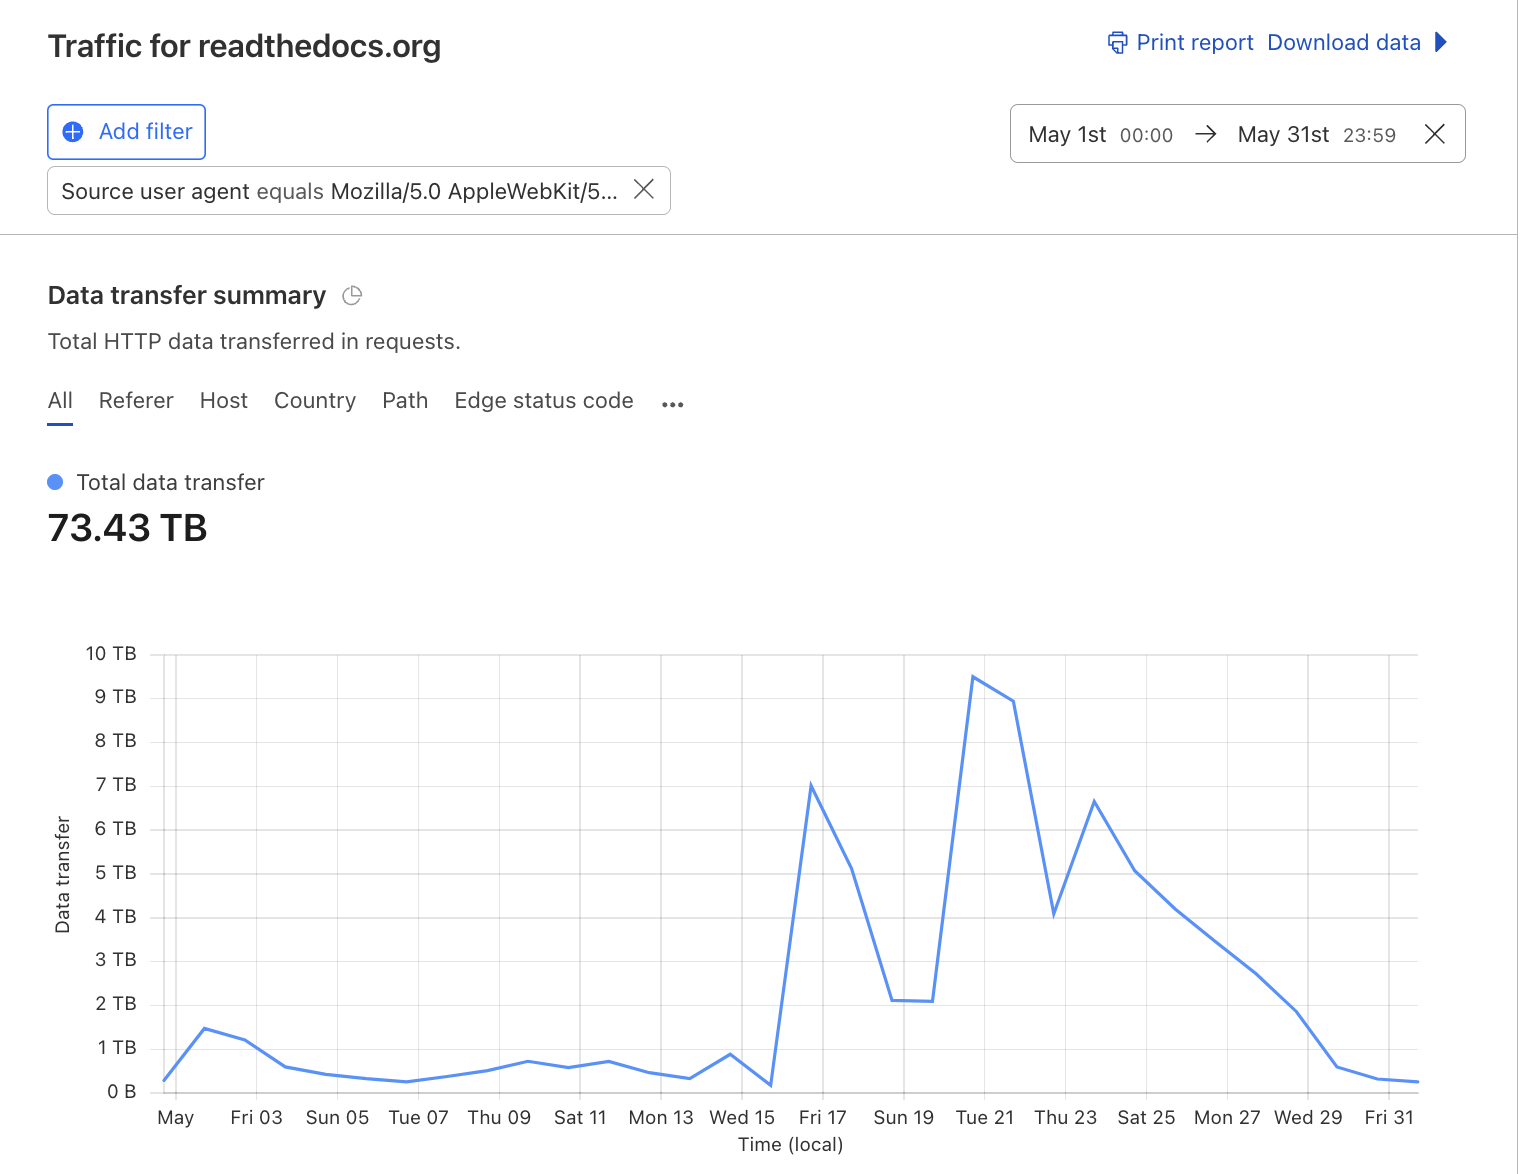 Traffic for readthedocs.org
Print report Download data
Add filter
May 1st 00:00 → May 31st 23:59
Source user agent equals Mozilla/5.0 AppleWebKit/5...
Data transfer summary
Total HTTP data transferred in requests.
All Referer Host Country Path Edge status code ...
Total data transfer
73.43 TB
10 TB
9 TB
8 TB
7 TB
6 TB
5 TB
4 TB
3 TB
2 TB
1 TB
0 B
Data transfer
May Fri 03 Sun 05 Tue 07 Thu 09 Sat 11 Mon 13 Wed 15 Fri 17 Sun 19 Tue 21 Thu 23 Sat 25 Mon 27 Wed 29 Fri 31
Time (local)